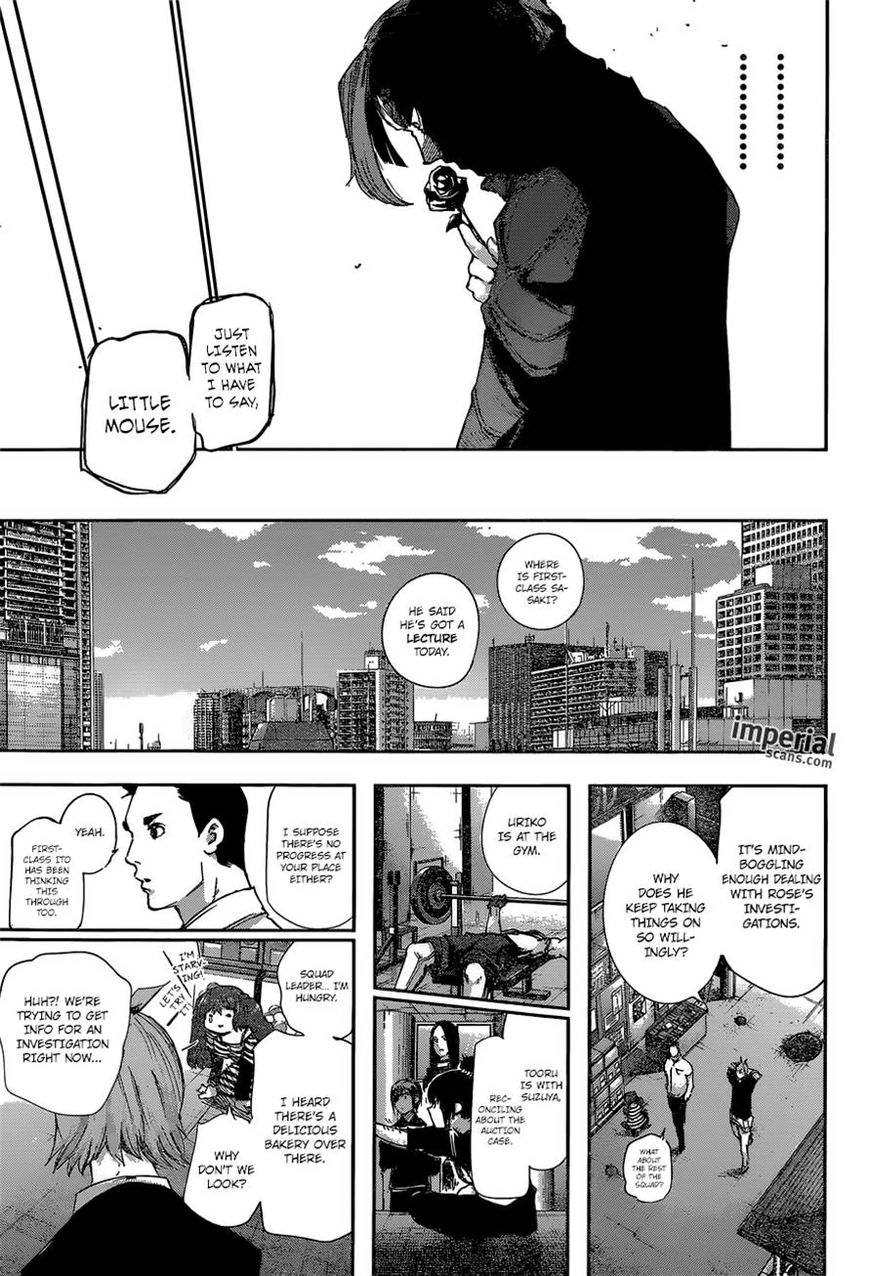 JUST
LISTEN
TO WHAT
I HAVE
TO SAY,
LITTLE
MOUSE.
WHERE
IS FIRST-
CLASS SA-
SAKI?
HE SAID
HE'S GOT A
LECTURE
TODAY.
imperial
scans.com
IT'S MIND-
BOGGLING
ENOUGH DEALING
WITH ROSE'S
INVESTI-
GATIONS.
WHY
DOES HE
KEEP TAKING
THINGS ON
SO WILL-
INGLY?
WHAT
ABOUT
THE REST
OF THE
SQUAD?
URIKO
IS AT THE
GYM.
TOORU
IS WITH
SUZUYA,
REC-
ONCILING
ABOUT THE
AUCTION
CASE.
I SUPPOSE
THERE'S NO
PROGRESS AT
YOUR PLACE
EITHER?
YEAH.
FIRST-
CLASS ITO
HAS BEEN
THINKING
THIS
THROUGH
TOO.
SQUAD
LEADER... I'M
HUNGRY.
I'M
STARV-
ING!
LET'S
TRY
IT!
I HEARD
THERE'S A
DELICIOUS
BAKERY OVER
THERE.
WHY
DON'T WE
LOOK?
HUH?! WE'RE
TRYING TO GET
INFO FOR AN
INVESTIGATION
RIGHT NOW...